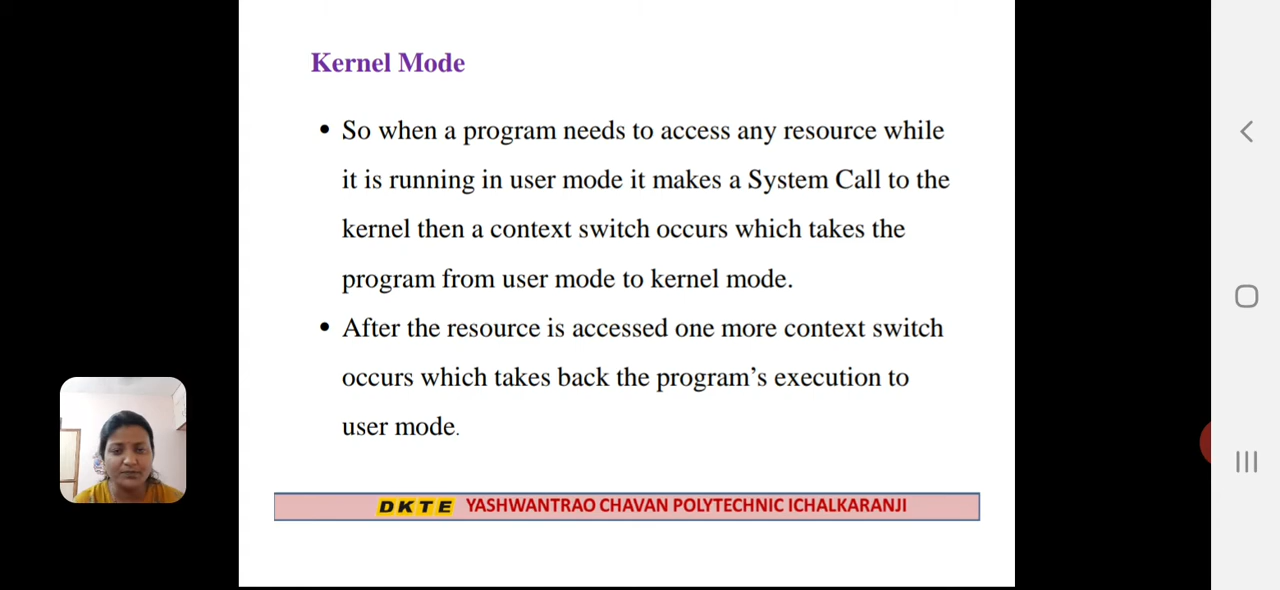 Kernel Mode
• So when a program needs to access any resource while
it is running in user mode it makes a System Call to the
kernel then a context switch occurs which takes the
program from user mode to kernel mode.
• After the resource is accessed one more context switch
occurs which takes back the program’s execution to
user mode.
DKTE YASHWANTRAO CHAVAN POLYTECHNIC ICHALKARANJI